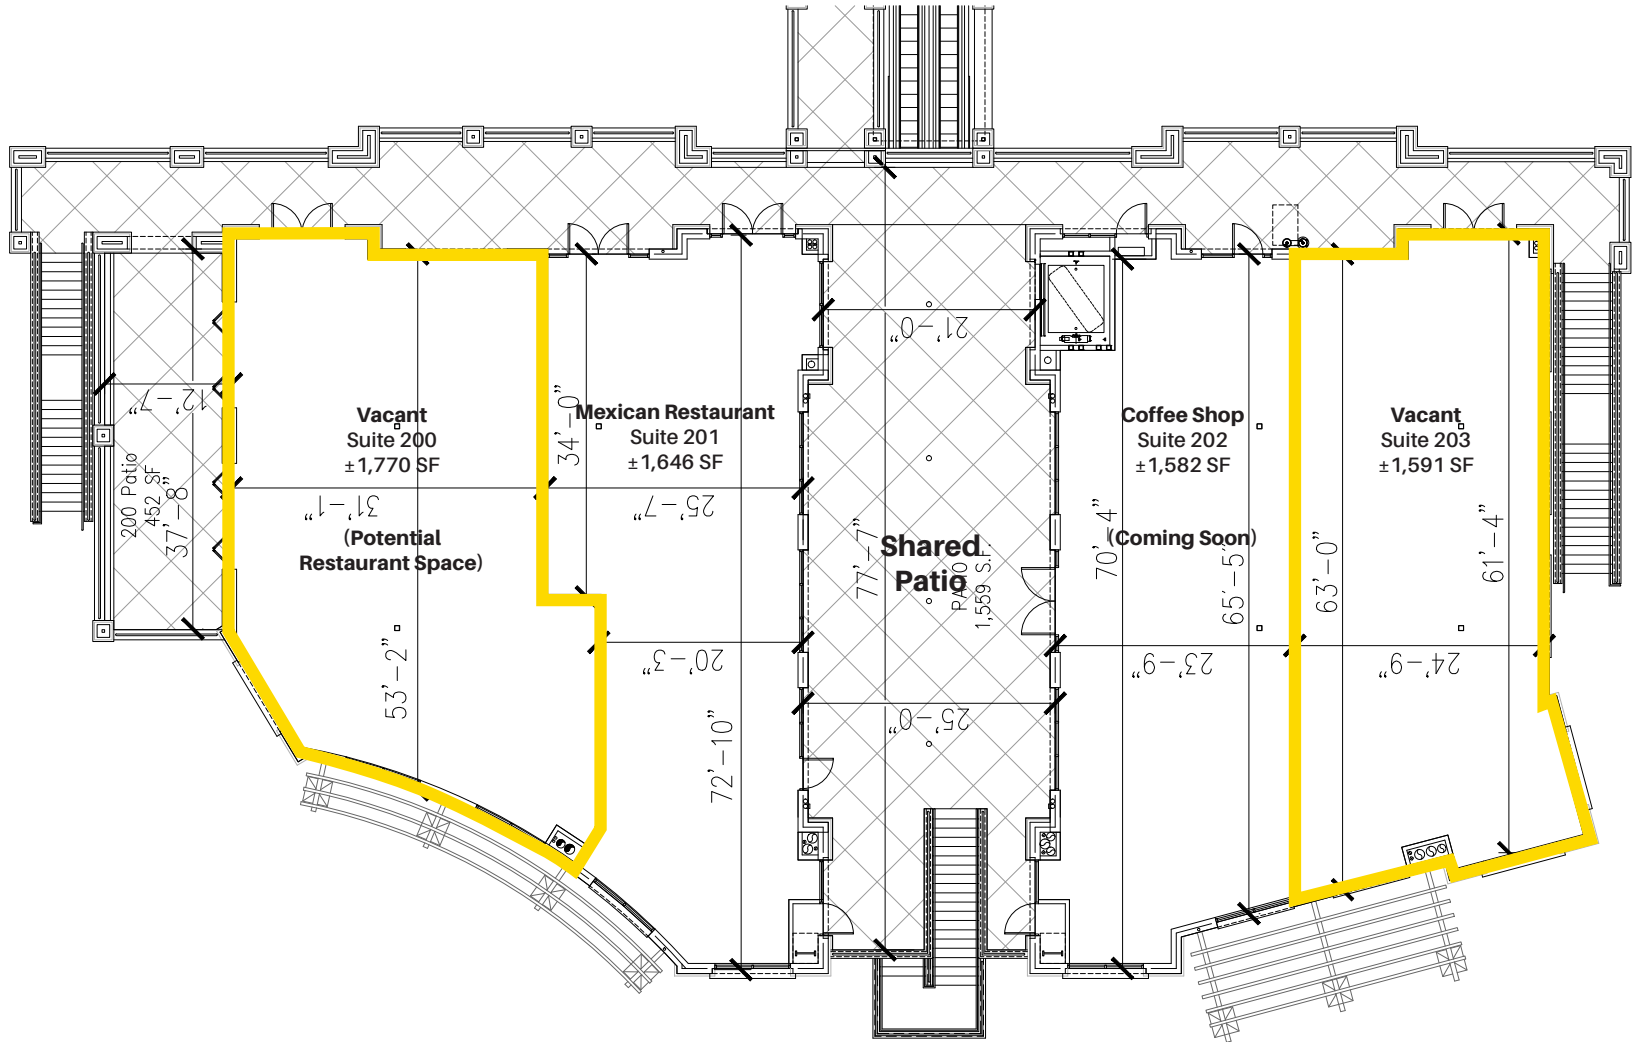 Vacant
Suite 200
±1,770 SF
(Potential
Restaurant Space)
Mexican Restaurant
Suite 201
±1,646 SF
Shared
Patio
PATIO
1,559 S.F.
Coffee Shop
Suite 202
±1,582 SF
(Coming Soon)
Vacant
Suite 203
±1,591 SF
200 Patio
452 SF
12'-7"
37'-8"
31'-1"
53'-2"
34'-0"
25'-7"
20'-3"
72'-10"
21'-0"
77'-7"
25'-0"
70'-4"
65'-5"
23'-9"
63'-0"
61'-4"
24'-9"